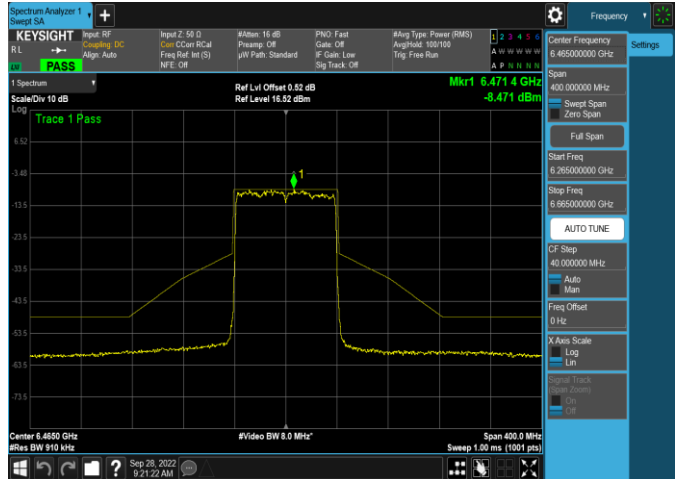 Spectrum Analyzer 1
Swept SA
+
Frequency
KEYSIGHT
RL
PASS
Input: RF
Coupling: DC
Align: Auto
Input Z: 50 Ω
Corr CCorr RCal
Freq Ref: Int (S)
NFE: Off
#Atten: 16 dB
Preamp: Off
µW Path: Standard
PNO: Fast
Gate: Off
IF Gain: Low
Sig Track: Off
#Avg Type: Power (RMS)
Avg|Hold: 100/100
Trig: Free Run
1 2 3 4 5 6
A W W W W W
A P N N N N
1 Spectrum
Scale/Div 10 dB
Log
Ref Lvl Offset 0.52 dB
Ref Level 16.52 dBm
Mkr1 6.471 4 GHz
-8.471 dBm
Trace 1 Pass
1
6.52
-3.48
-13.5
-23.5
-33.5
-43.5
-53.5
-63.5
-73.5
Center 6.4650 GHz
#Res BW 910 kHz
#Video BW 8.0 MHz*
Span 400.0 MHz
Sweep 1.00 ms (1001 pts)
Sep 28, 2022
9:21:22 AM
Center Frequency
6.465000000 GHz
Settings
Span
400.000000 MHz
Swept Span
Zero Span
Full Span
Start Freq
6.265000000 GHz
Stop Freq
6.665000000 GHz
AUTO TUNE
CF Step
40.000000 MHz
Auto
Man
Freq Offset
0 Hz
X Axis Scale
Log
Lin
Signal Track
(Span Zoom)
On
Off